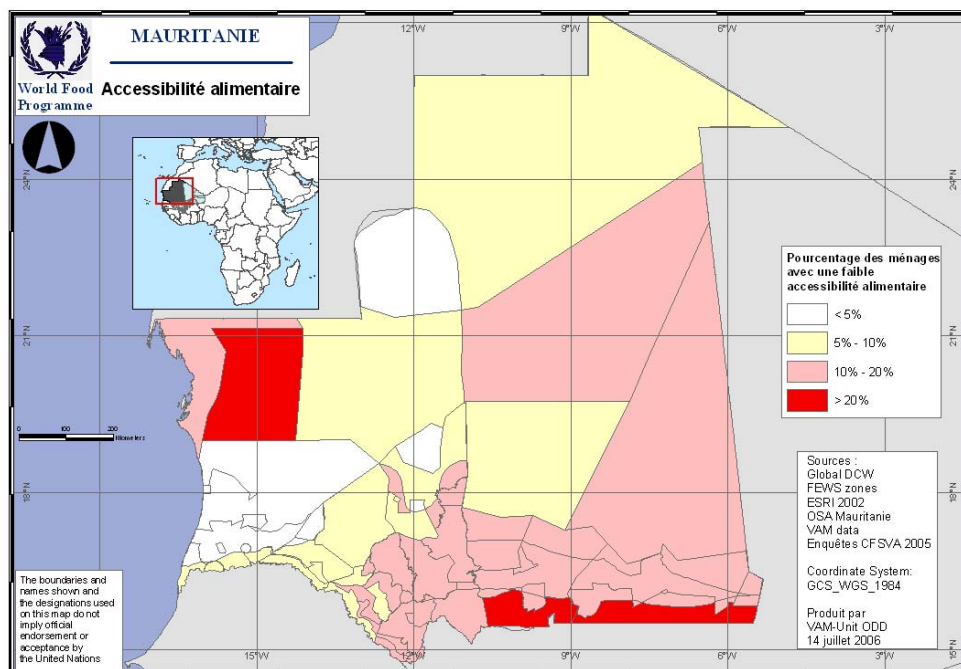 MAURITANIE
World Food
Programme
Accessibilité alimentaire
12°W
9°W
6°W
3°W
24°N
24°N
21°N
21°N
18°N
18°N
15°N
15°W
12°W
9°W
6°W
3°W
Pourcentage des ménages
avec une faible
accessibilité alimentaire
<5%
5% - 10%
10% - 20%
> 20%
0 100 200
Kilometers
Sources :
Global DCW
FEWS zones
ESRI 2002
OSA Mauritanie
VAM data
Enquêtes CFSVA 2005
Coordinate System:
GCS_WGS_1984
Produit par
VAM-Unit ODD
14 juillet 2006
The boundaries and
names shown and
the designations used
on this map do not
imply official
endorsement or
acceptance by
the United Nations